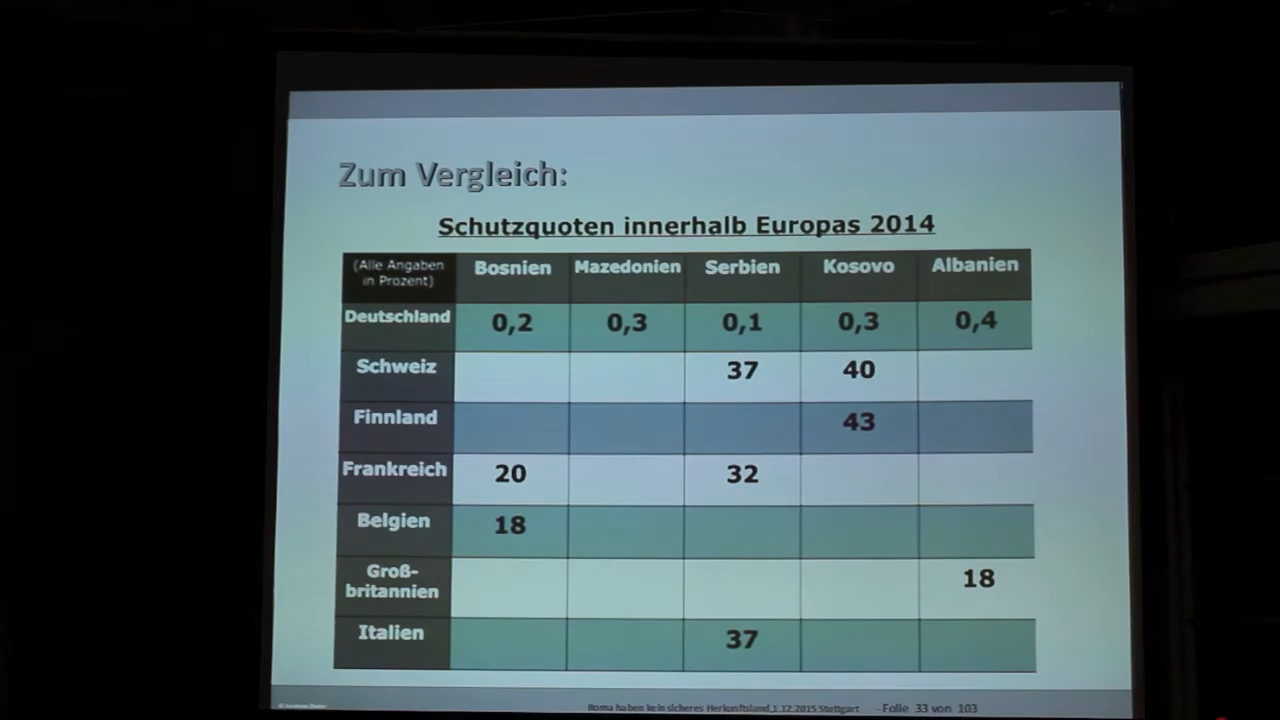 Zum Vergleich:
Schutzquoten innerhalb Europas 2014
(Alle Angaben in Prozent) Bosnien Mazedonien Serbien Kosovo Albanien
Deutschland 0,2 0,3 0,1 0,3 0,4
Schweiz 37 40
Finnland 43
Frankreich 20 32
Belgien 18
Groß-
britannien 18
Italien 37
Roma haben kein sicheres Herkunftsland,1.12.2015 Stuttgart - Folie 33 von 103